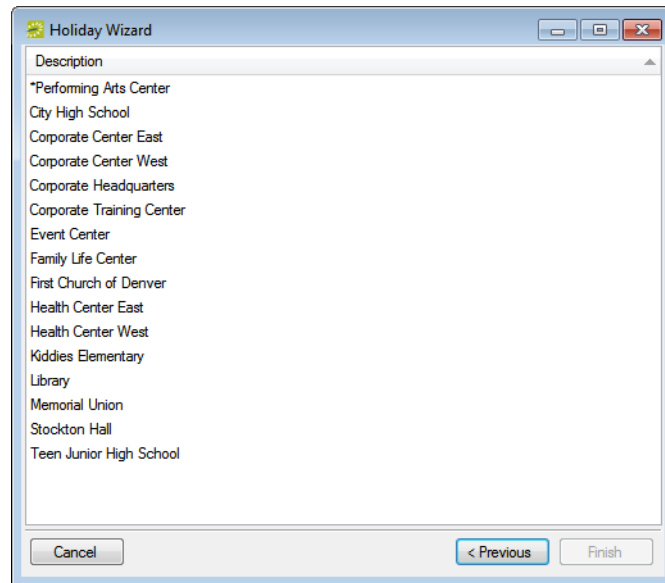 Holiday Wizard
Description
*Performing Arts Center
City High School
Corporate Center East
Corporate Center West
Corporate Headquarters
Corporate Training Center
Event Center
Family Life Center
First Church of Denver
Health Center East
Health Center West
Kiddies Elementary
Library
Memorial Union
Stockton Hall
Teen Junior High School
Cancel < Previous Finish